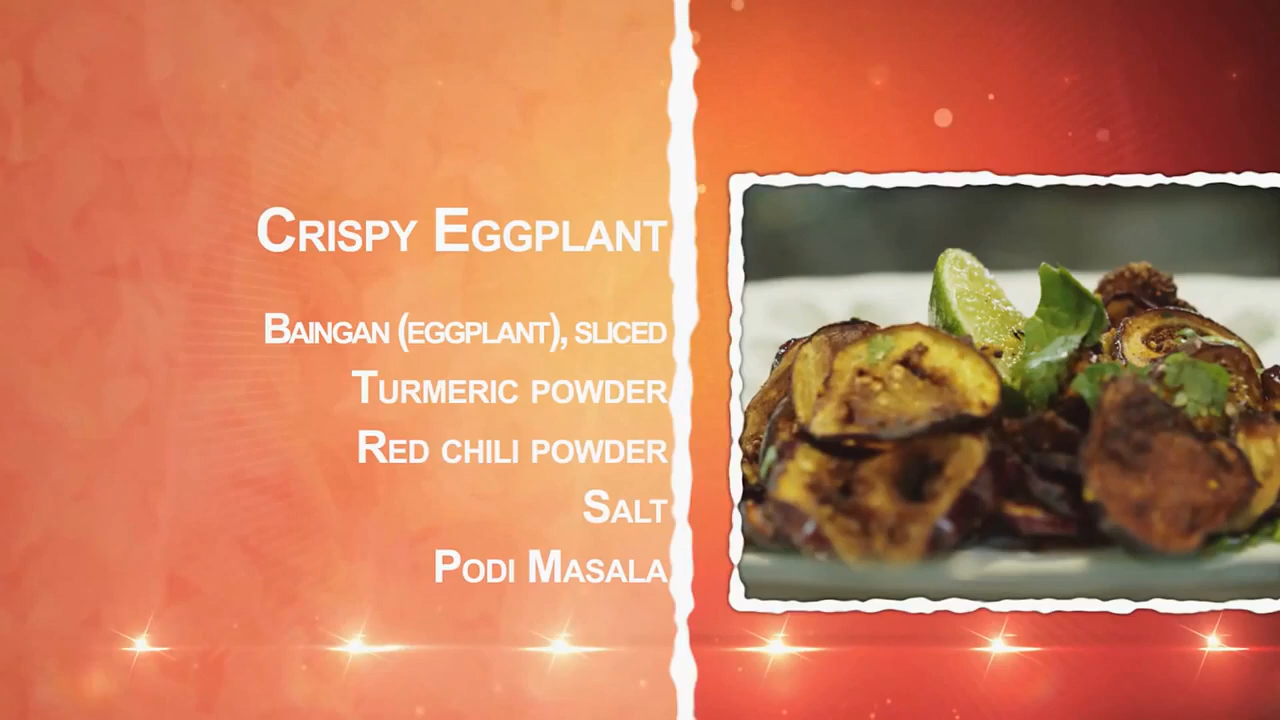 Crispy Eggplant
Baingan (eggplant), sliced
Turmeric powder
Red chili powder
Salt
Podi Masala